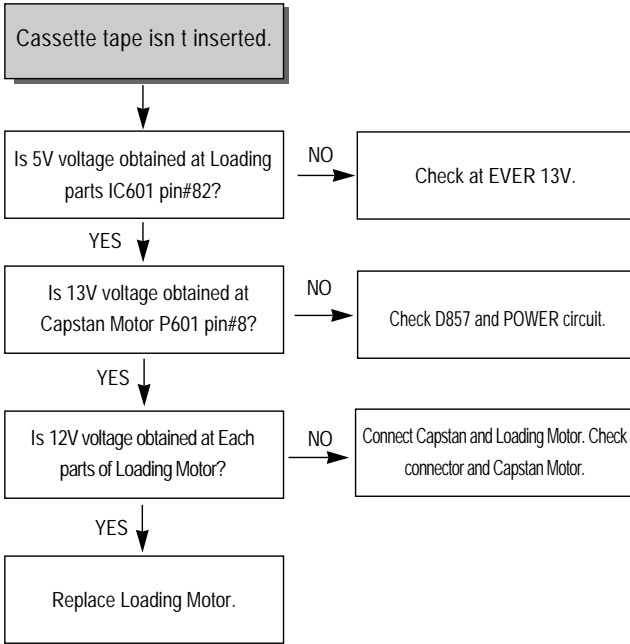 Cassette tape isn t inserted.
Is 5V voltage obtained at Loading
parts IC601 pin#82?
NO
Check at EVER 13V.
YES
Is 13V voltage obtained at
Capstan Motor P601 pin#8?
NO
Check D857 and POWER circuit.
YES
Is 12V voltage obtained at Each
parts of Loading Motor?
NO
Connect Capstan and Loading Motor. Check
connector and Capstan Motor.
YES
Replace Loading Motor.